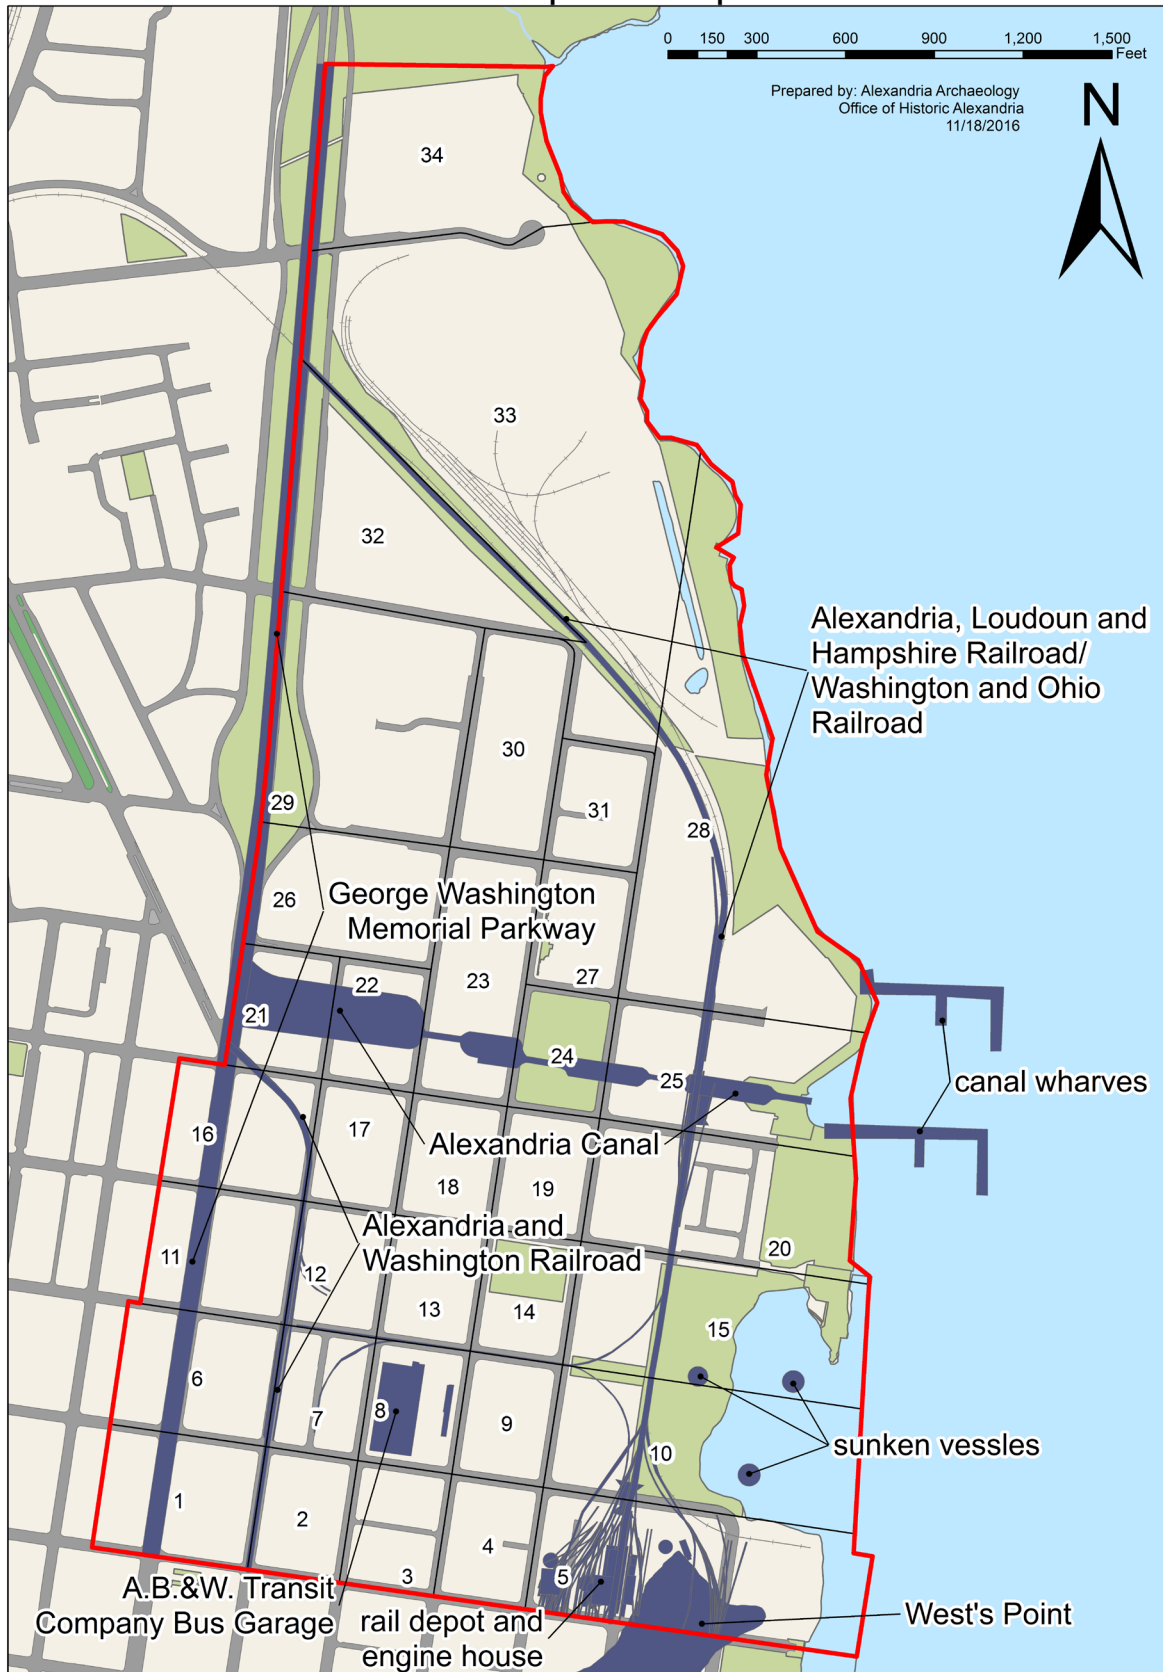 0 150 300 600 900 1,200 1,500
Feet
Prepared by: Alexandria Archaeology
Office of Historic Alexandria
11/18/2016
N
34
33
32
Alexandria, Loudoun and
Hampshire Railroad/
Washington and Ohio
Railroad
30
31
29
28
George Washington
Memorial Parkway
26
22
23
27
21
24
25
canal wharves
16
17
Alexandria Canal
18
19
Alexandria and
Washington Railroad
11
12
20
13
14
15
6
7
8
9
10
sunken vessles
1
2
4
3
5
A.B.&W. Transit
Company Bus Garage
rail depot and
engine house
West's Point